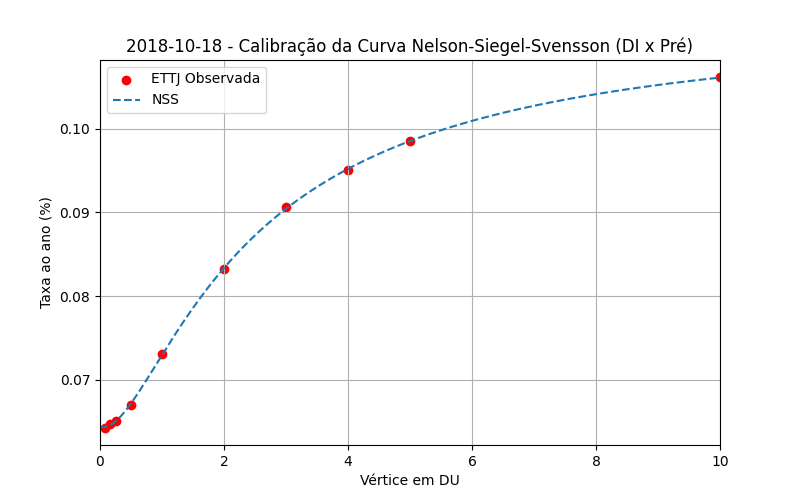 2018-10-18 - Calibração da Curva Nelson-Siegel-Svensson (DI x Pré)
ETTJ Observada
NSS
Taxa ao ano (%)
0.10
0.09
0.08
0.07
0
2
4
6
8
10
Vértice em DU